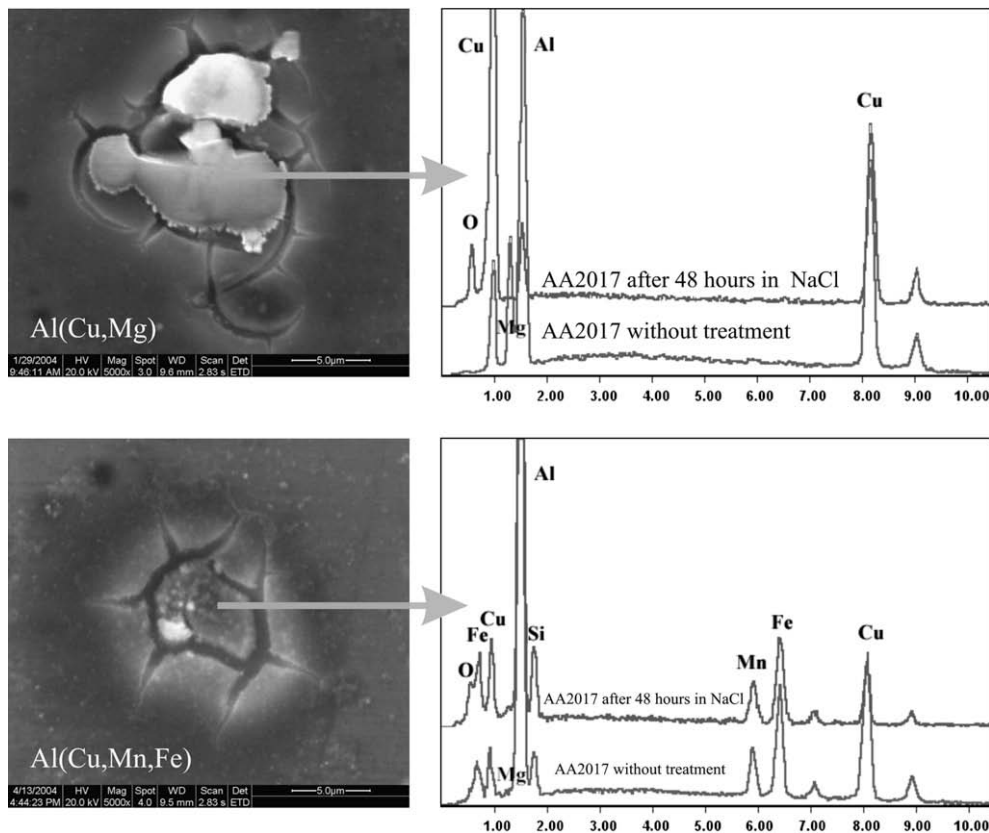 Al(Cu,Mg)
1/29/2004 HV Mag Spot WD Scan Det 5.0µm
9:46:11 AM 20.0 kV 5000x 3.0 9.6 mm 2.83 s ETD
Cu Al
Cu
O
AA2017 after 48 hours in NaCl
Mg AA2017 without treatment
1.00 2.00 3.00 4.00 5.00 6.00 7.00 8.00 9.00 10.00
Al(Cu,Mn,Fe)
4/13/2004 HV Mag Spot WD Scan Det 5.0µm
4:44:23 PM 20.0 kV 5000x 4.0 9.5 mm 2.83 s ETD
Al
Fe Cu Si Fe Cu
O Mn
AA2017 after 48 hours in NaCl
Mg AA2017 without treatment
1.00 2.00 3.00 4.00 5.00 6.00 7.00 8.00 9.00 10.00